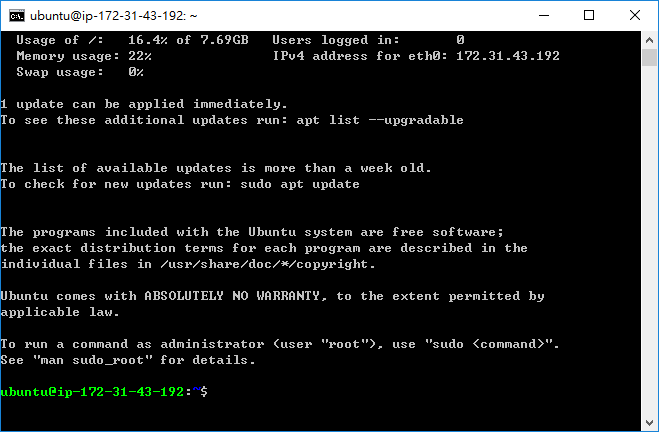 ubuntu@ip-172-31-43-192: ~
Usage of /:   16.4% of 7.69GB   Users logged in:       0
Memory usage: 22%               IPv4 address for eth0: 172.31.43.192
Swap usage:   0%
1 update can be applied immediately.
To see these additional updates run: apt list --upgradable
The list of available updates is more than a week old.
To check for new updates run: sudo apt update
The programs included with the Ubuntu system are free software;
the exact distribution terms for each program are described in the
individual files in /usr/share/doc/*/copyright.
Ubuntu comes with ABSOLUTELY NO WARRANTY, to the extent permitted by
applicable law.
To run a command as administrator (user "root"), use "sudo <command>".
See "man sudo_root" for details.
ubuntu@ip-172-31-43-192:~$